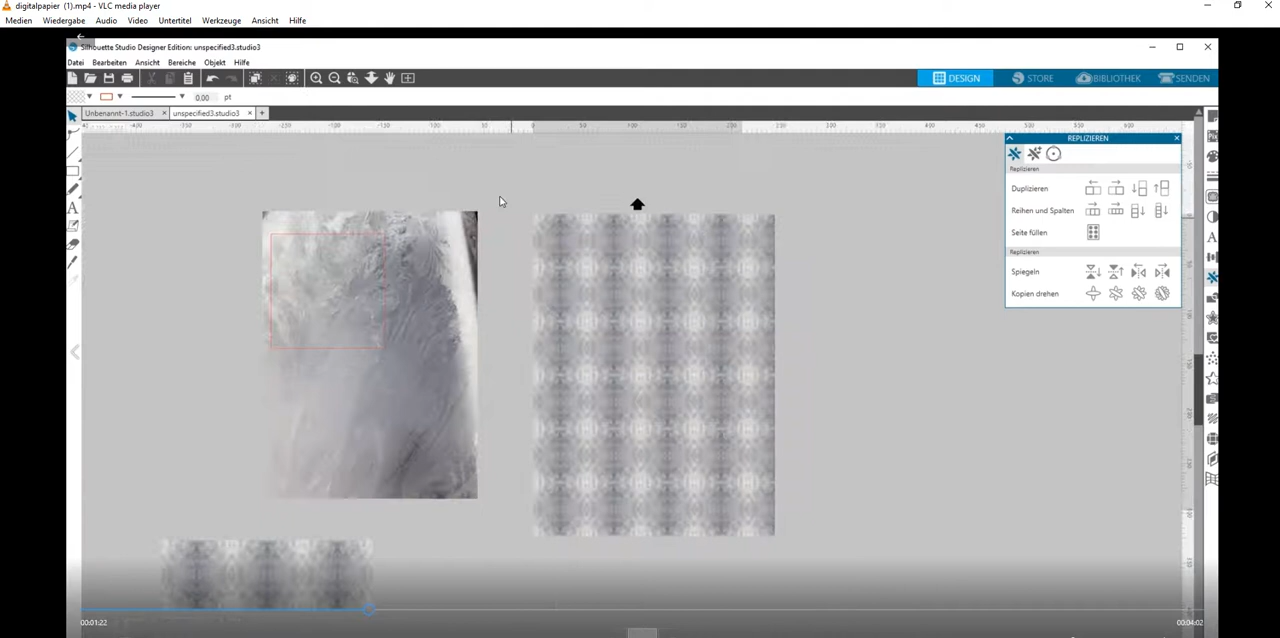 digitalpapier (1).mp4 - VLC media player
Medien Wiedergabe Audio Video Untertitel Werkzeuge Ansicht Hilfe
Silhouette Studio Designer Edition: unspecified3.studio3
Datei Bearbeiten Ansicht Bereiche Objekt Hilfe
DESIGN STORE BIBLIOTHEK SENDEN
0.00 pt
Unbenannt-1.studio3 unspecified3.studio3
REPLIZIEREN
Replizieren
Duplizieren
Reihen und Spalten
Seite füllen
Replizieren
Spiegeln
Kopien drehen
00:01:22
00:04:02